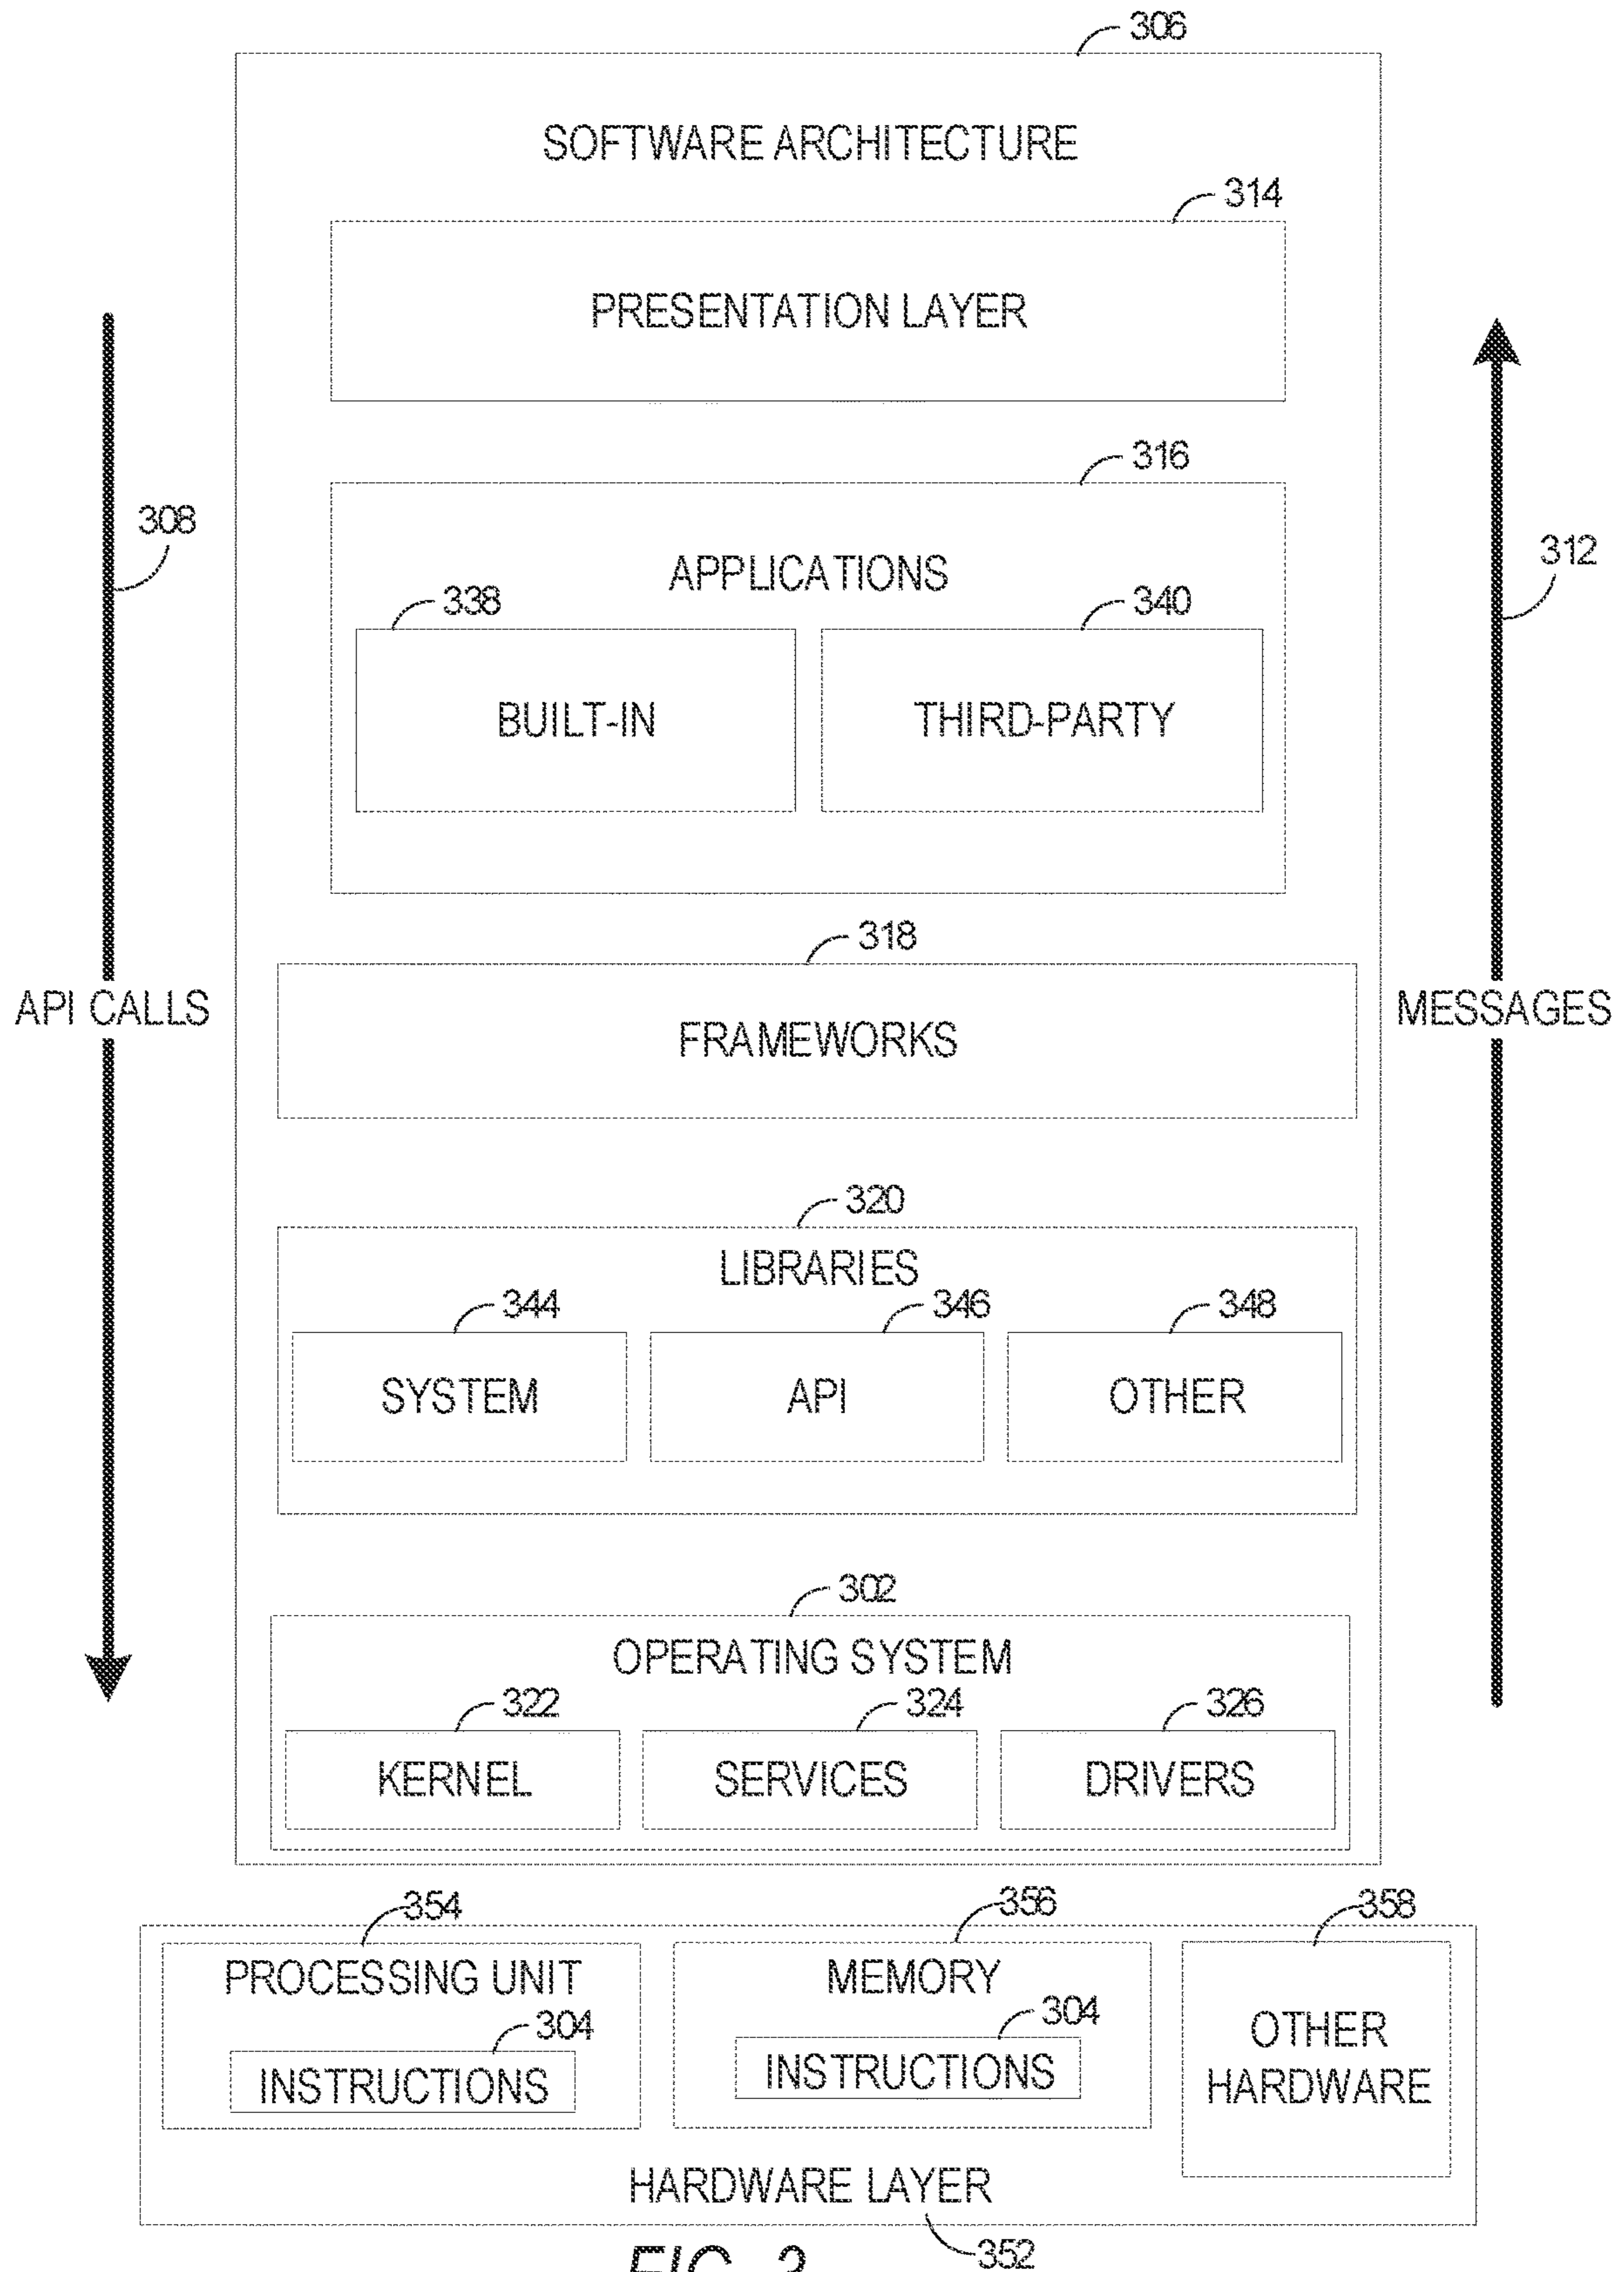 306
SOFTWARE ARCHITECTURE
314
PRESENTATION LAYER
316
308
APPLICATIONS
312
338
340
BUILT-IN
THIRD-PARTY
318
API CALLS
FRAMEWORKS
MESSAGES
320
LIBRARIES
344
346
348
SYSTEM
API
OTHER
302
OPERATING SYSTEM
322
324
326
KERNEL
SERVICES
DRIVERS
354
356
358
PROCESSING UNIT
MEMORY
304
304
OTHER
HARDWARE
INSTRUCTIONS
INSTRUCTIONS
HARDWARE LAYER
352
FIG. 3